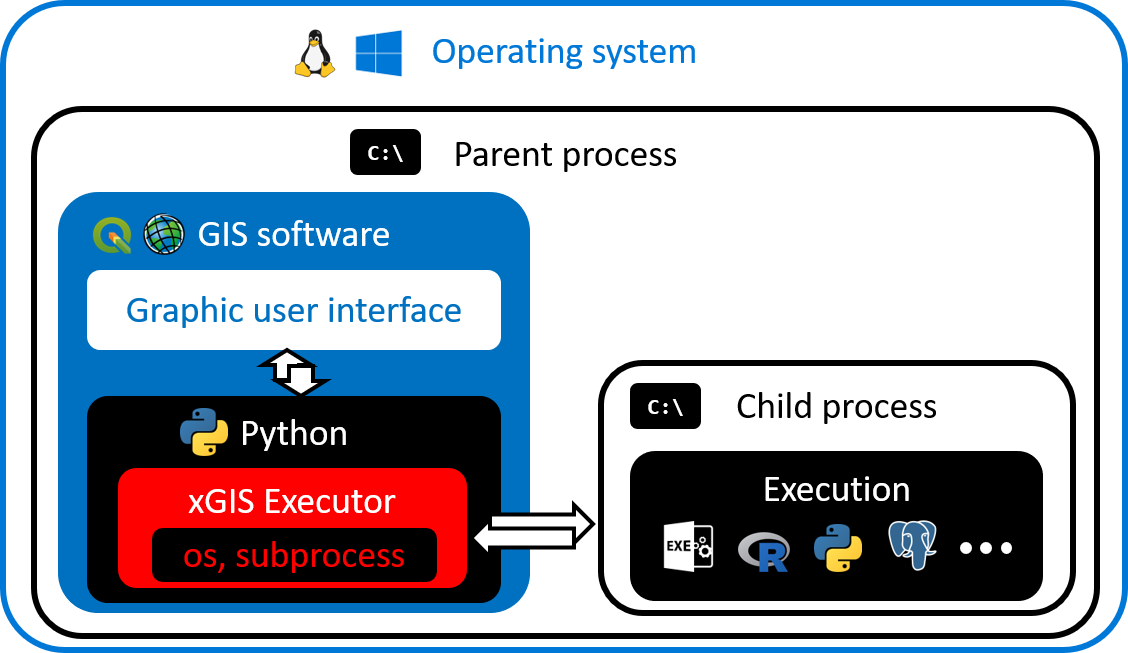 Operating system
C:\ Parent process
GIS software
Graphic user interface
C:\ Child process
Python
Execution
xGIS Executor
EXE R
os, subprocess